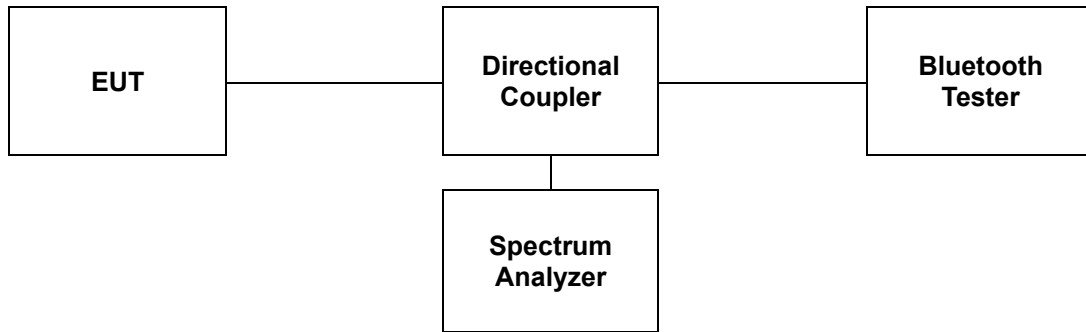 EUT
Directional
Coupler
Bluetooth
Tester
Spectrum
Analyzer